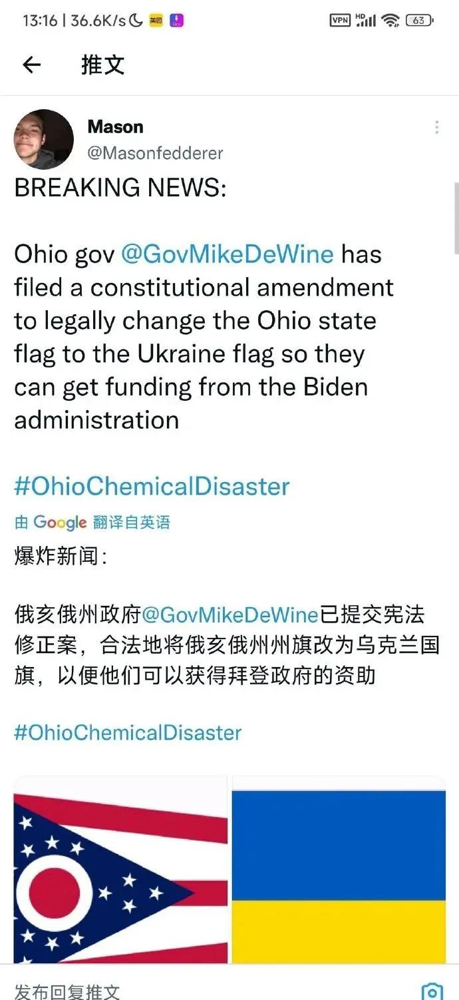 13:16 | 36.6K/s 美团
VPN HD 63
推文
Mason
@Masonfedderer
BREAKING NEWS:
Ohio gov @GovMikeDeWine has
filed a constitutional amendment
to legally change the Ohio state
flag to the Ukraine flag so they
can get funding from the Biden
administration
#OhioChemicalDisaster
由 Google 翻译自英语
爆炸新闻：
俄亥俄州政府@GovMikeDeWine已提交宪法
修正案，合法地将俄亥俄州州旗改为乌克兰国
旗，以便他们可以获得拜登政府的资助
#OhioChemicalDisaster
发布回复推文